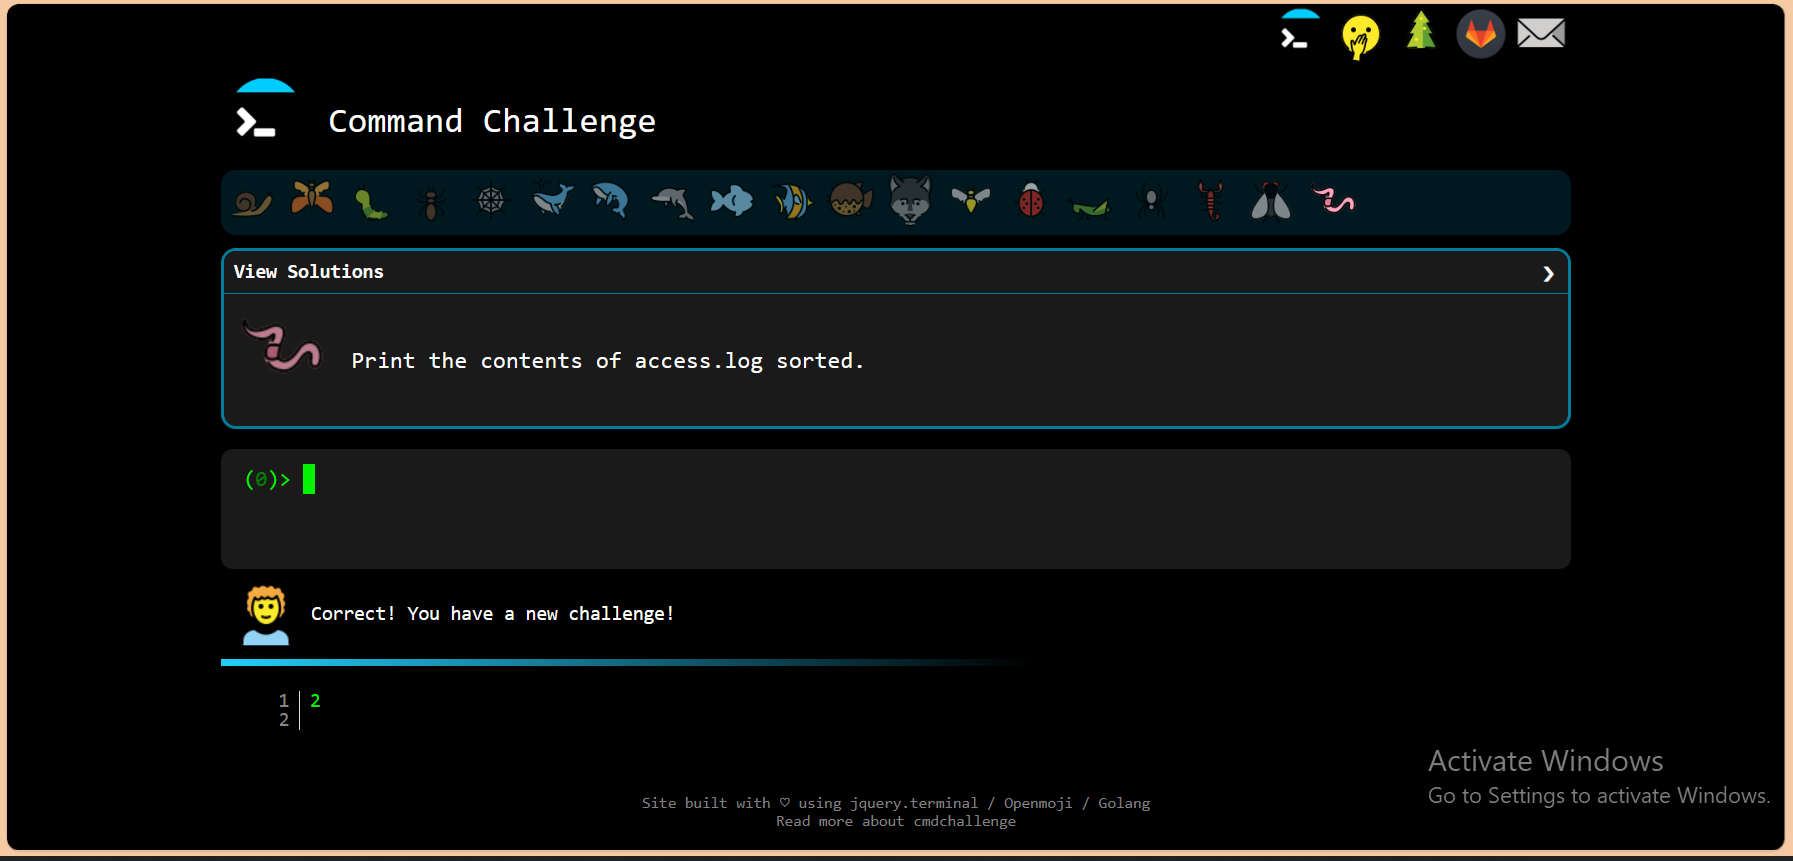 Command Challenge
View Solutions
Print the contents of access.log sorted.
(0)>
Correct! You have a new challenge!
1 2
2
Activate Windows
Go to Settings to activate Windows.
Site built with ♡ using jquery.terminal / Openmoji / Golang
Read more about cmdchallenge